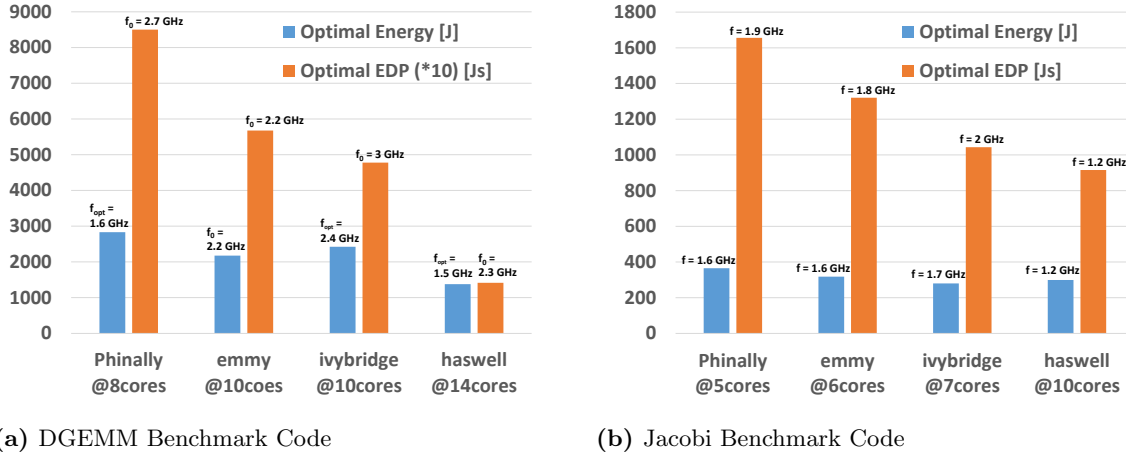 9000
8000
7000
6000
5000
4000
3000
2000
1000
0
f0 = 2.7 GHz
Optimal Energy [J]
Optimal EDP (*10) [Js]
f0 = 2.2 GHz
f0 = 3 GHz
fopt =
1.6 GHz
f0 =
2.2 GHz
fopt =
2.4 GHz
fopt =
1.5 GHz
f0 =
2.3 GHz
Phinally
@8cores
emmy
@10coes
ivybridge
@10cores
haswell
@14cores
(a) DGEMM Benchmark Code
1800
1600
1400
1200
1000
800
600
400
200
0
f = 1.9 GHz
Optimal Energy [J]
Optimal EDP [Js]
f = 1.8 GHz
f = 2 GHz
f = 1.2 GHz
f = 1.6 GHz
f = 1.6 GHz
f = 1.7 GHz
f = 1.2 GHz
Phinally
@5cores
emmy
@6cores
ivybridge
@7cores
haswell
@10cores
(b) Jacobi Benchmark Code